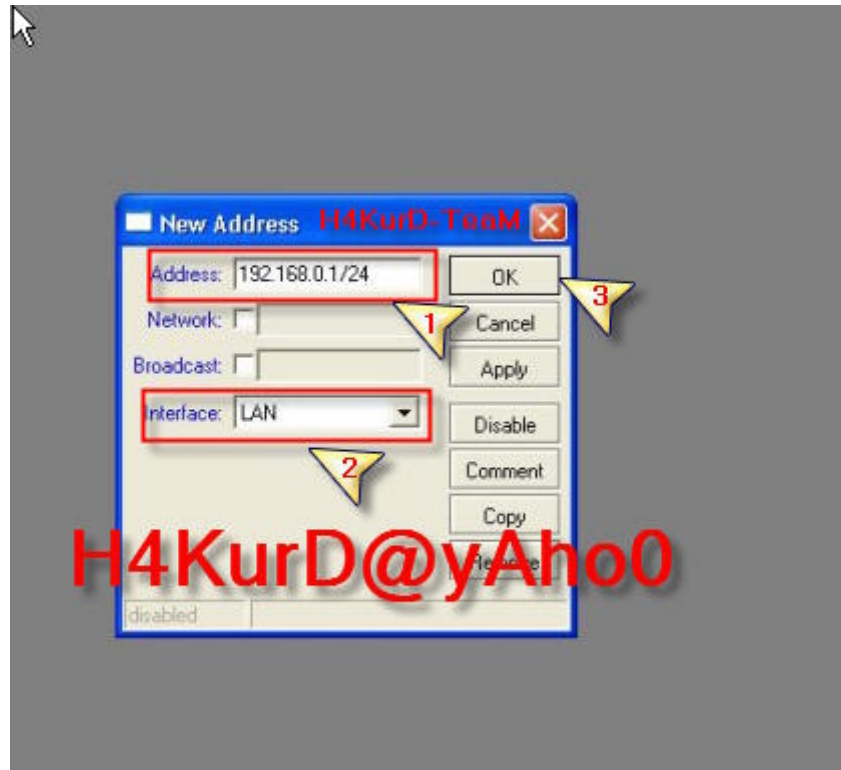 New Address H4KurD-TeaM
Address: 192.168.0.1/24 OK
1 3
Network: Cancel
Broadcast: Apply
Interface: LAN Disable
2 Comment
Copy
H4KurD@yAho0
Remove
disabled